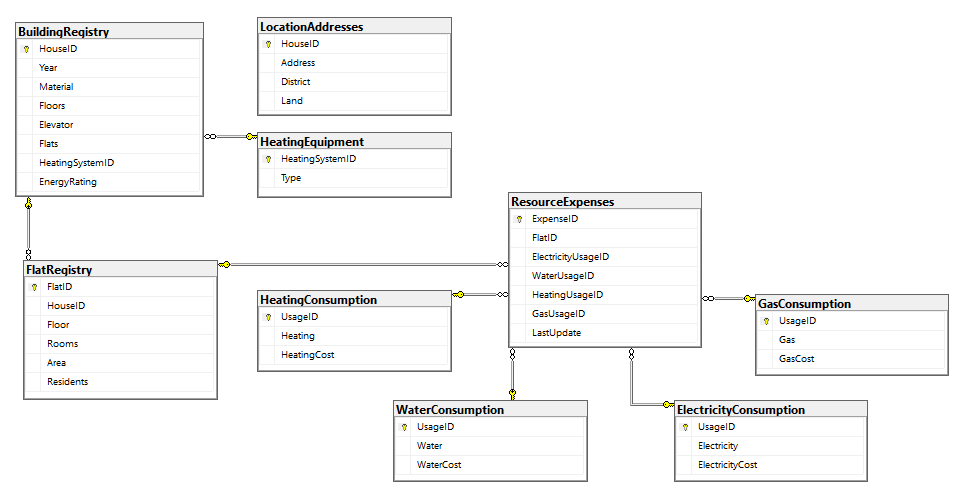 BuildingRegistry
HouseID
Year
Material
Floors
Elevator
Flats
HeatingSystemID
EnergyRating
LocationAddresses
HouseID
Address
District
Land
HeatingEquipment
HeatingSystemID
Type
FlatRegistry
FlatID
HouseID
Floor
Rooms
Area
Residents
HeatingConsumption
UsageID
Heating
HeatingCost
ResourceExpenses
ExpenseID
FlatID
ElectricityUsageID
WaterUsageID
HeatingUsageID
GasUsageID
LastUpdate
GasConsumption
UsageID
Gas
GasCost
WaterConsumption
UsageID
Water
WaterCost
ElectricityConsumption
UsageID
Electricity
ElectricityCost